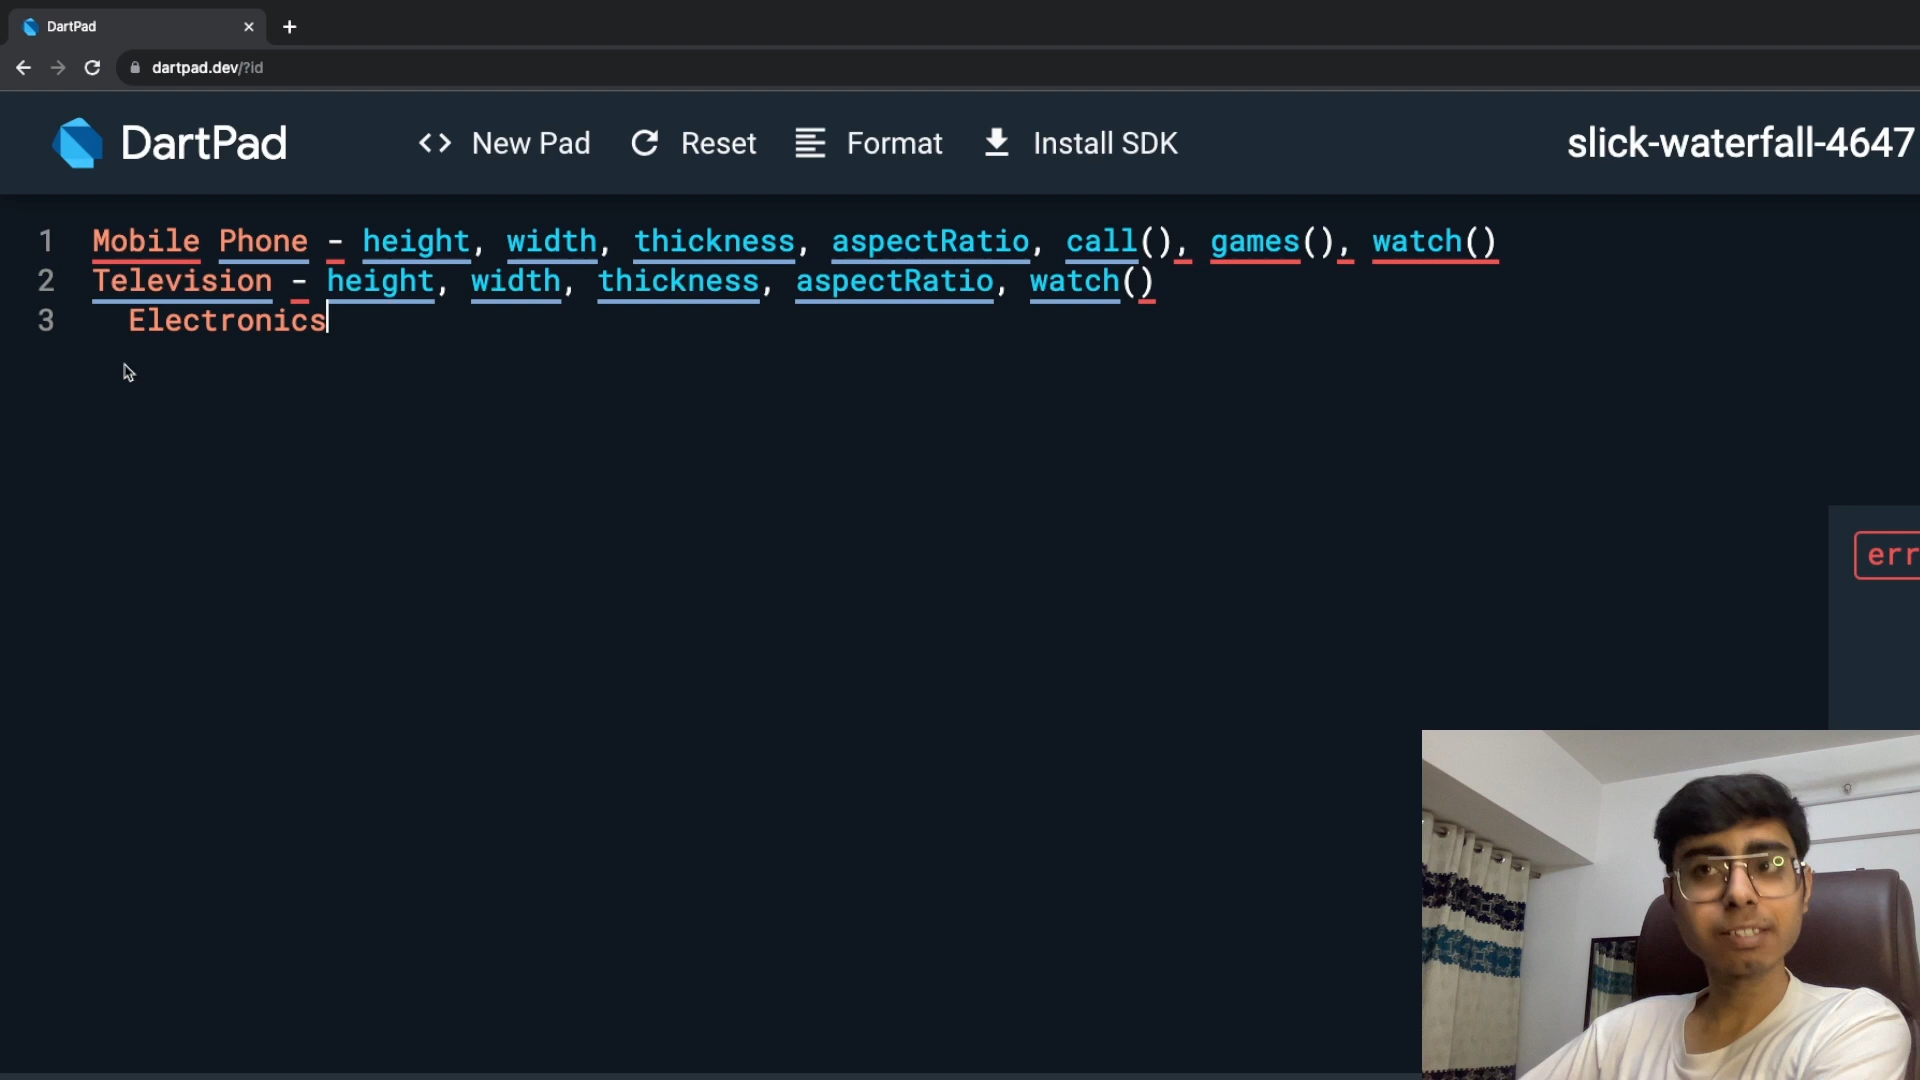 DartPad
dartpad.dev/?id
DartPad
<> New Pad Reset Format Install SDK slick-waterfall-4647
1 Mobile Phone - height, width, thickness, aspectRatio, call(), games(), watch()
2 Television - height, width, thickness, aspectRatio, watch()
3 Electronics
err